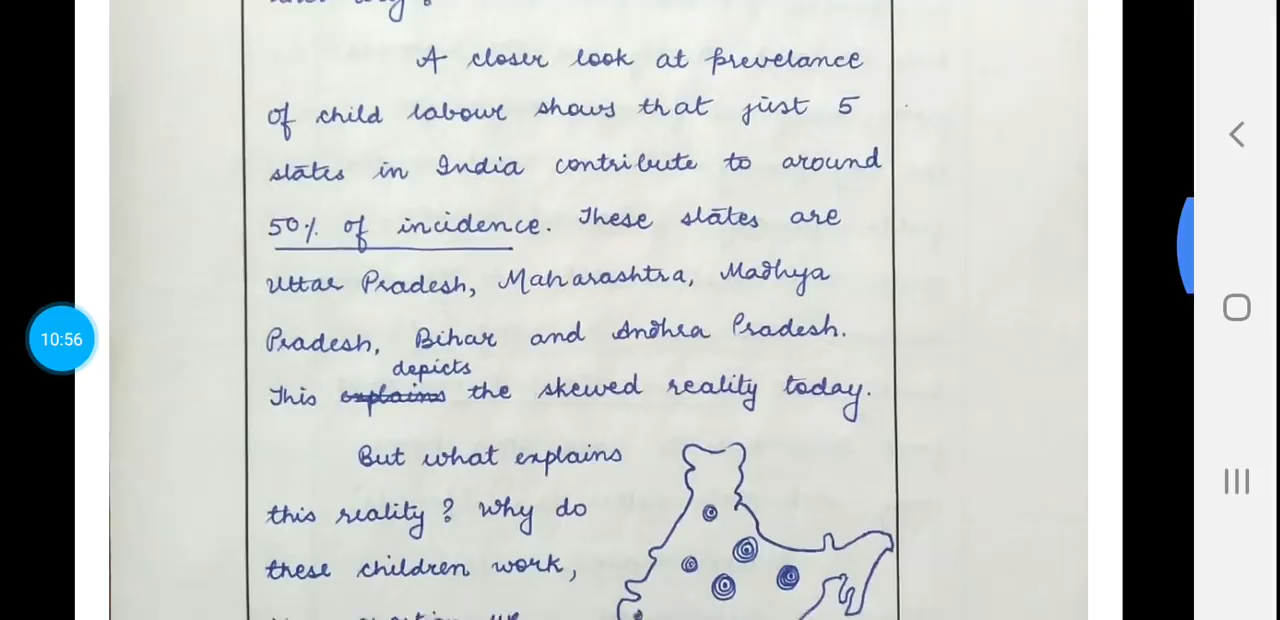 A closer look at prevelance
of child labour shows that just 5
states in India contribute to around
50% of incidence. These states are
Uttar Pradesh, Maharashtra, Madhya
Pradesh, Bihar and Andhra Pradesh.
depicts
This explains the skewed reality today.
But what explains
this reality? Why do
these children work,
10:56